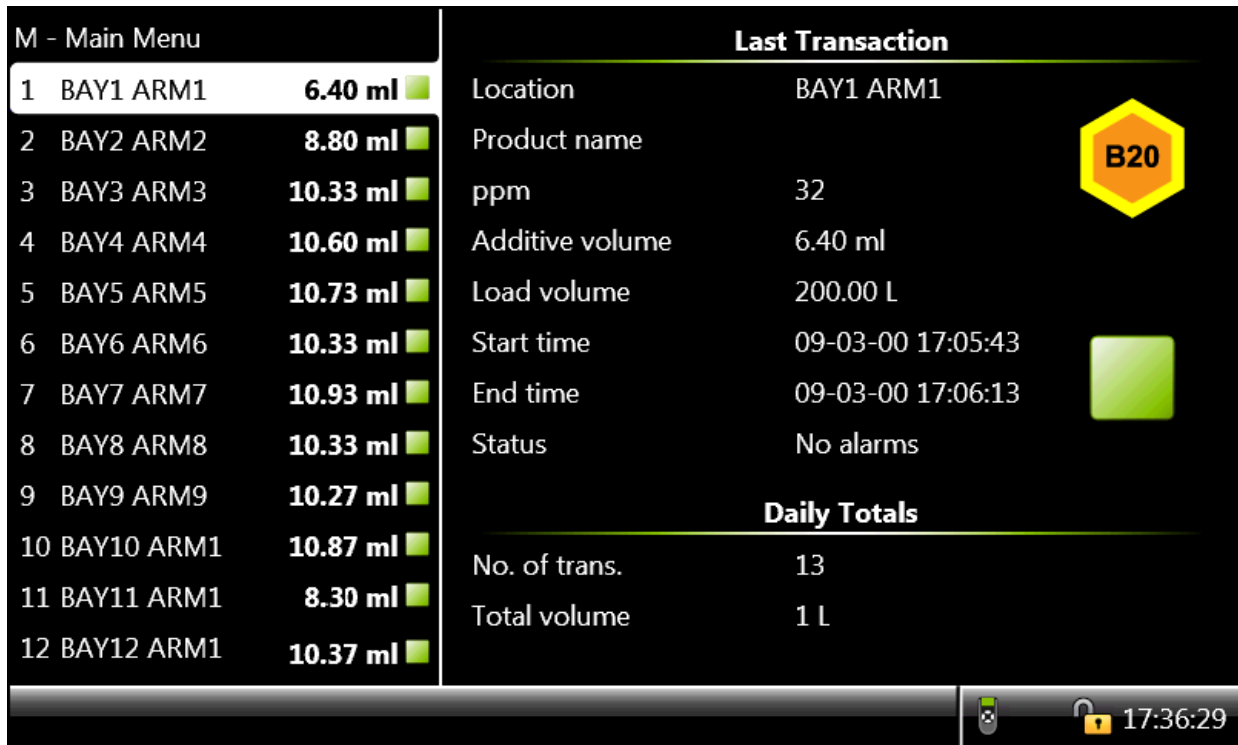 M - Main Menu
1 BAY1 ARM1 6.40 ml
2 BAY2 ARM2 8.80 ml
3 BAY3 ARM3 10.33 ml
4 BAY4 ARM4 10.60 ml
5 BAY5 ARM5 10.73 ml
6 BAY6 ARM6 10.33 ml
7 BAY7 ARM7 10.93 ml
8 BAY8 ARM8 10.33 ml
9 BAY9 ARM9 10.27 ml
10 BAY10 ARM1 10.87 ml
11 BAY11 ARM1 8.30 ml
12 BAY12 ARM1 10.37 ml
Last Transaction
Location BAY1 ARM1
Product name
B20
ppm 32
Additive volume 6.40 ml
Load volume 200.00 L
Start time 09-03-00 17:05:43
End time 09-03-00 17:06:13
Status No alarms
Daily Totals
No. of trans. 13
Total volume 1 L
17:36:29